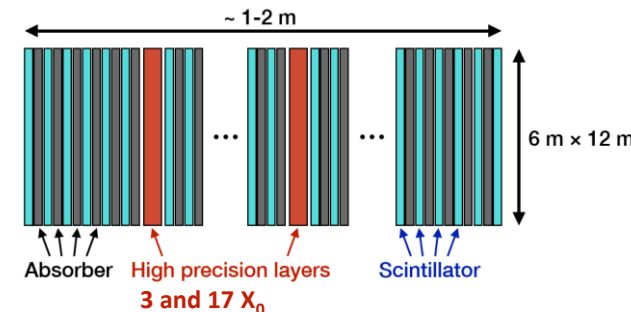 ~ 1-2 m
... ...
6 m × 12 m
Absorber High precision layers Scintillator
3 and 17 X₀